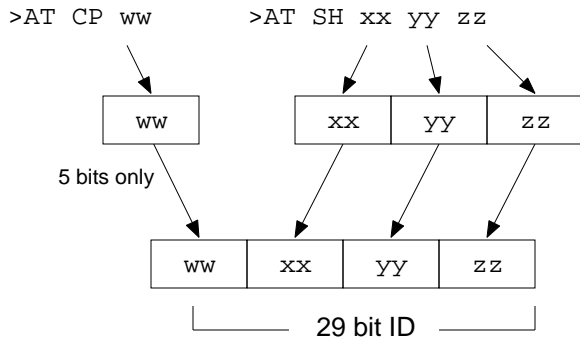 >AT CP ww >AT SH xx yy zz
ww xx yy zz
5 bits only
ww xx yy zz
29 bit ID